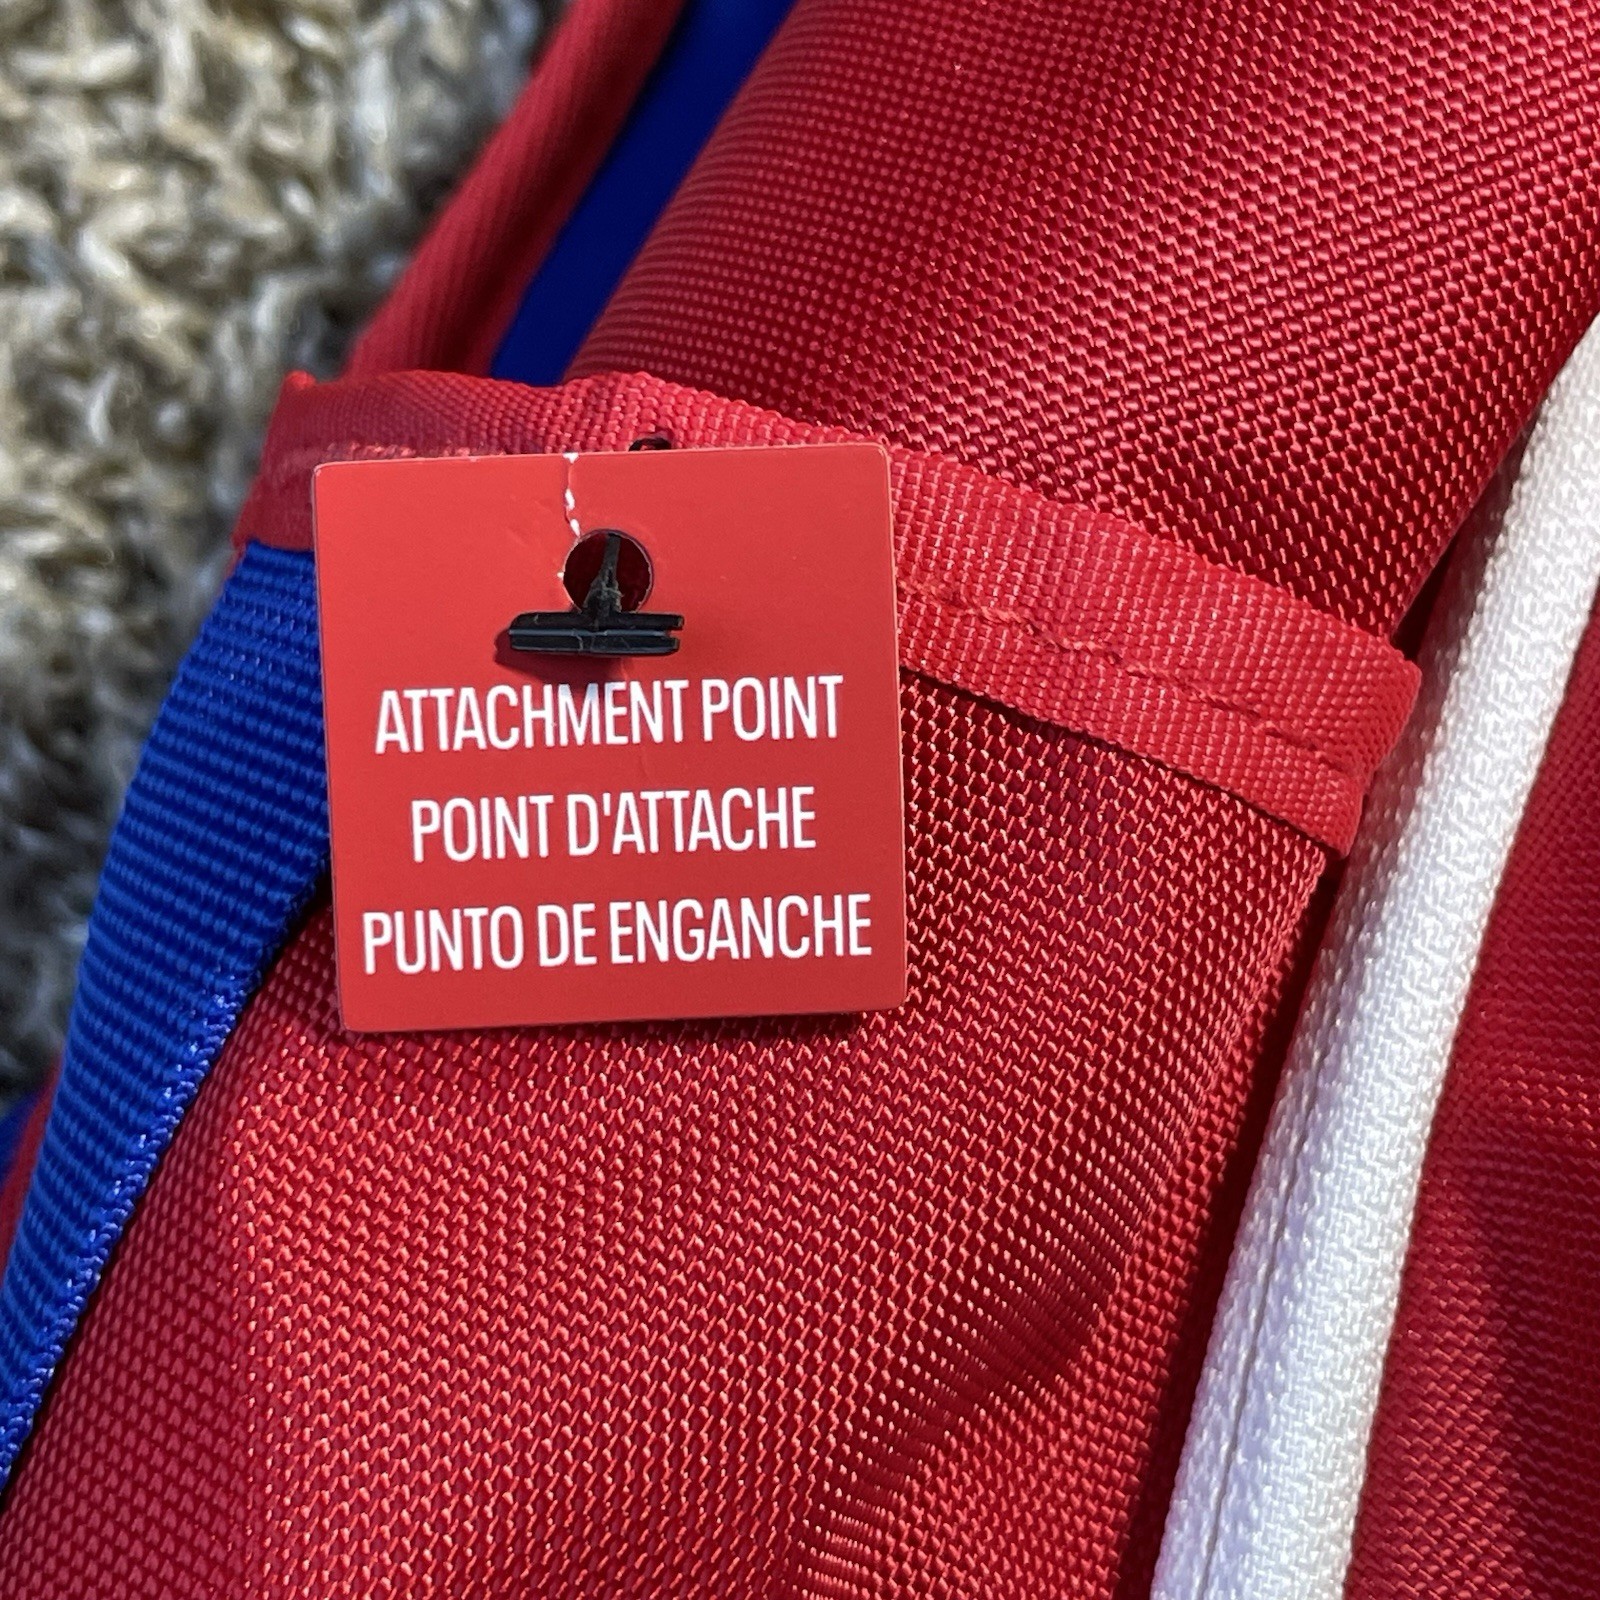 ATTACHMENT POINT
POINT D'ATTACHE
PUNTO DE ENGANCHE